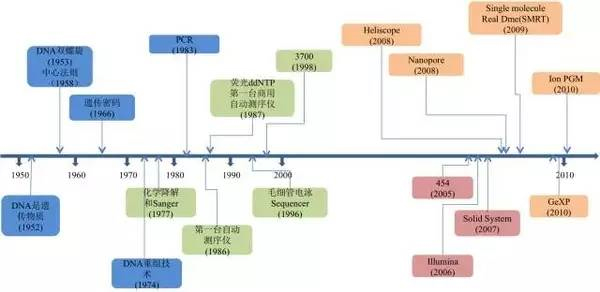 DNA双螺旋
(1953)
中心法则
(1958)
遗传密码
(1966)
PCR
(1983)
荧光ddNTP
第一台商用
自动测序仪
(1987)
3700
(1998)
Heliscope
(2008)
Nanopore
(2008)
Single molecule
Real Dme(SMRT)
(2009)
Ion PGM
(2010)
1950
1960
1970
1980
1990
2000
2010
DNA是遗
传物质
(1952)
DNA重组技
术
(1974)
化学降解
和Sanger
(1977)
第一台自动
测序仪
(1986)
毛细管电泳
Sequencer
(1996)
454
(2005)
Illumina
(2006)
Solid System
(2007)
GeXP
(2010)